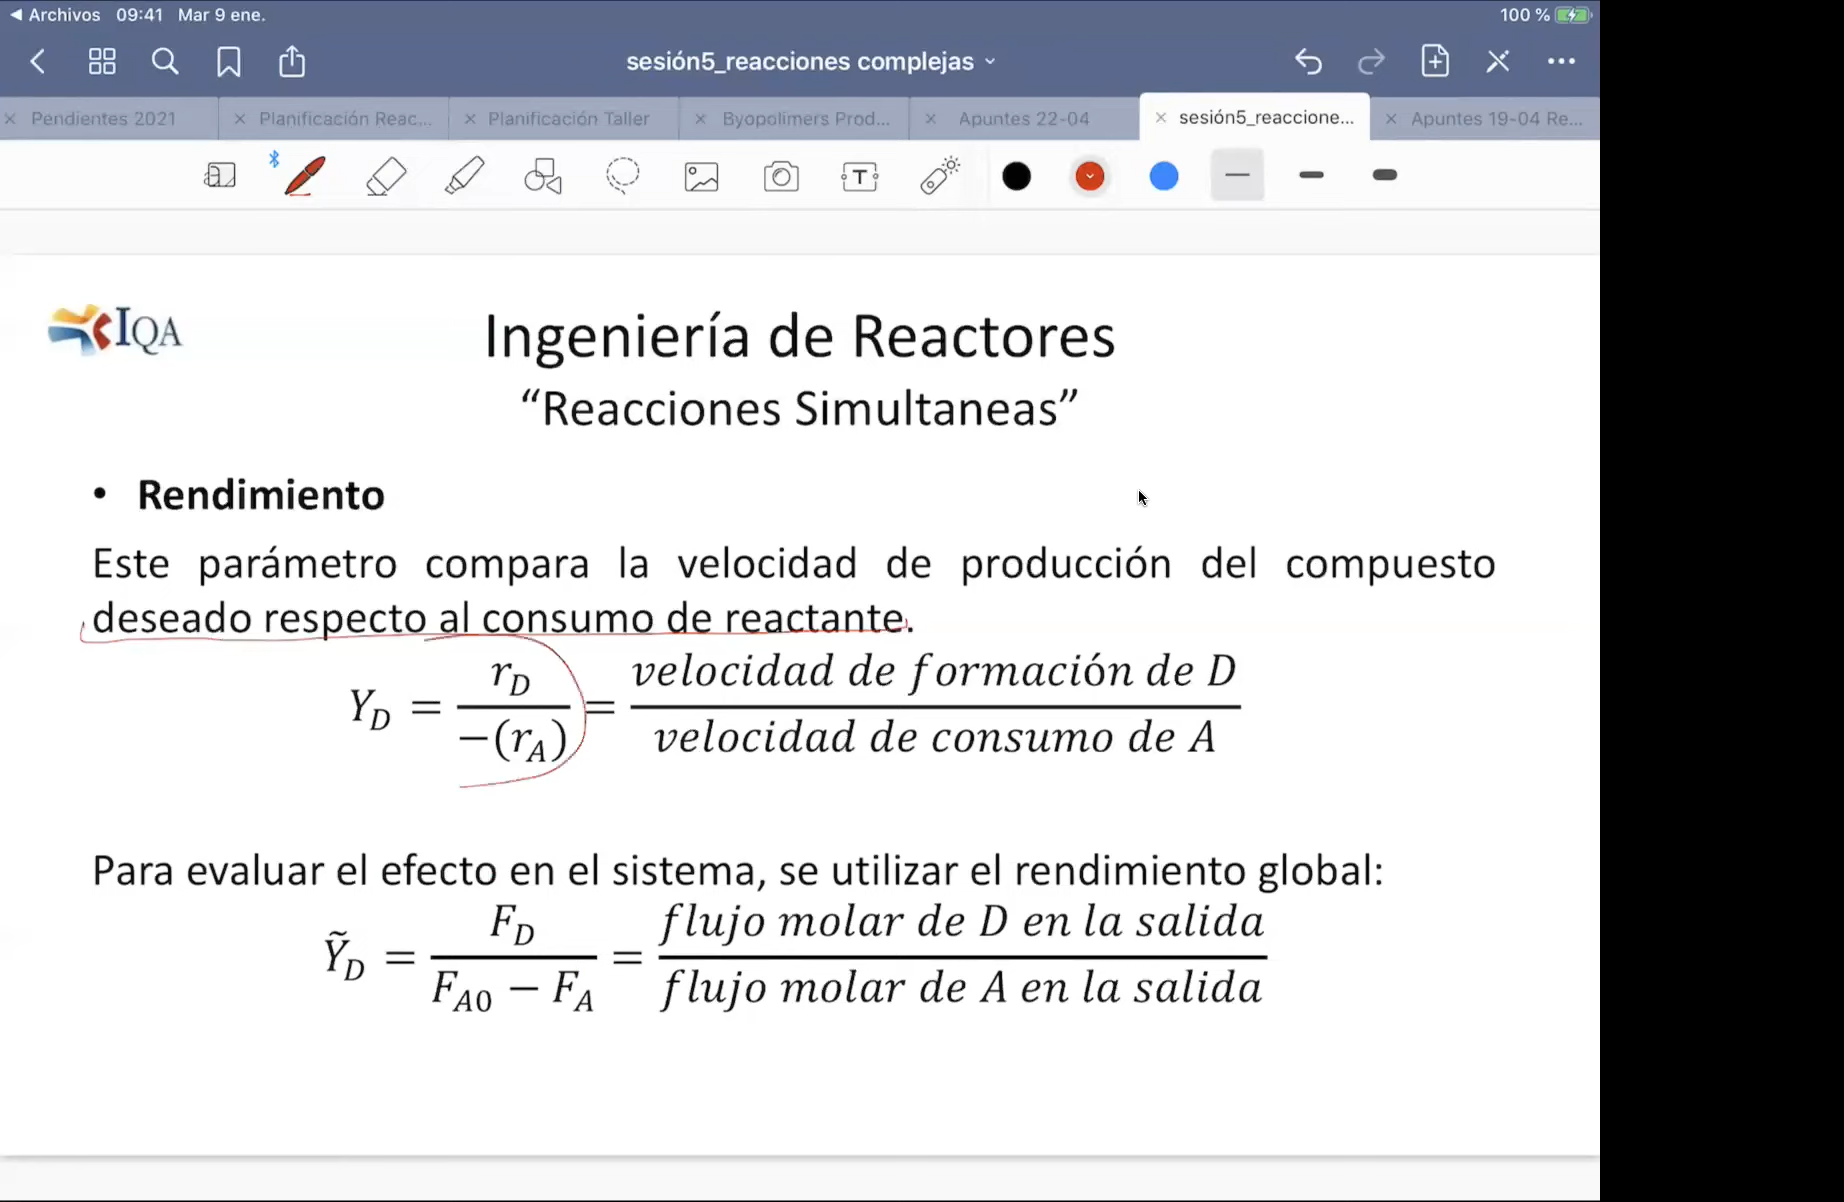 Archivos 09:41 Mar 9 ene. 100 %
sesión5_reacciones complejas
Pendientes 2021 Planificación Reac... Planificación Taller Byopolimers Prod... Apuntes 22-04 sesión5_reaccione... Apuntes 19-04 Re...
IQA
Ingeniería de Reactores
“Reacciones Simultaneas”
• Rendimiento
Este parámetro compara la velocidad de producción del compuesto
deseado respecto al consumo de reactante.
Y_D = r_D / −(r_A) = velocidad de formación de D / velocidad de consumo de A
Para evaluar el efecto en el sistema, se utilizar el rendimiento global:
Ỹ_D = F_D / (F_A0 − F_A) = flujo molar de D en la salida / flujo molar de A en la salida